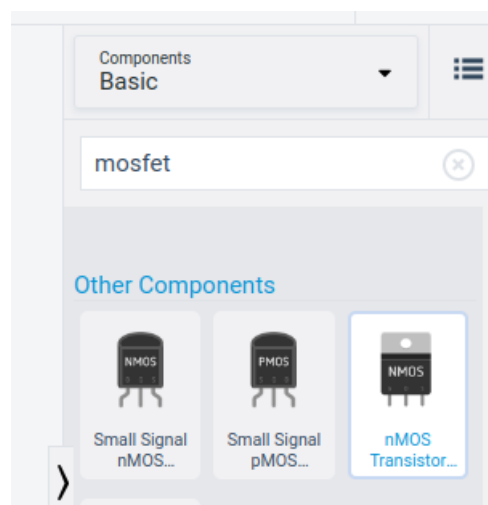 Components
Basic
mosfet
Other Components
NMOS
PMOS
NMOS
Small Signal
nMOS...
Small Signal
pMOS...
nMOS
Transistor...